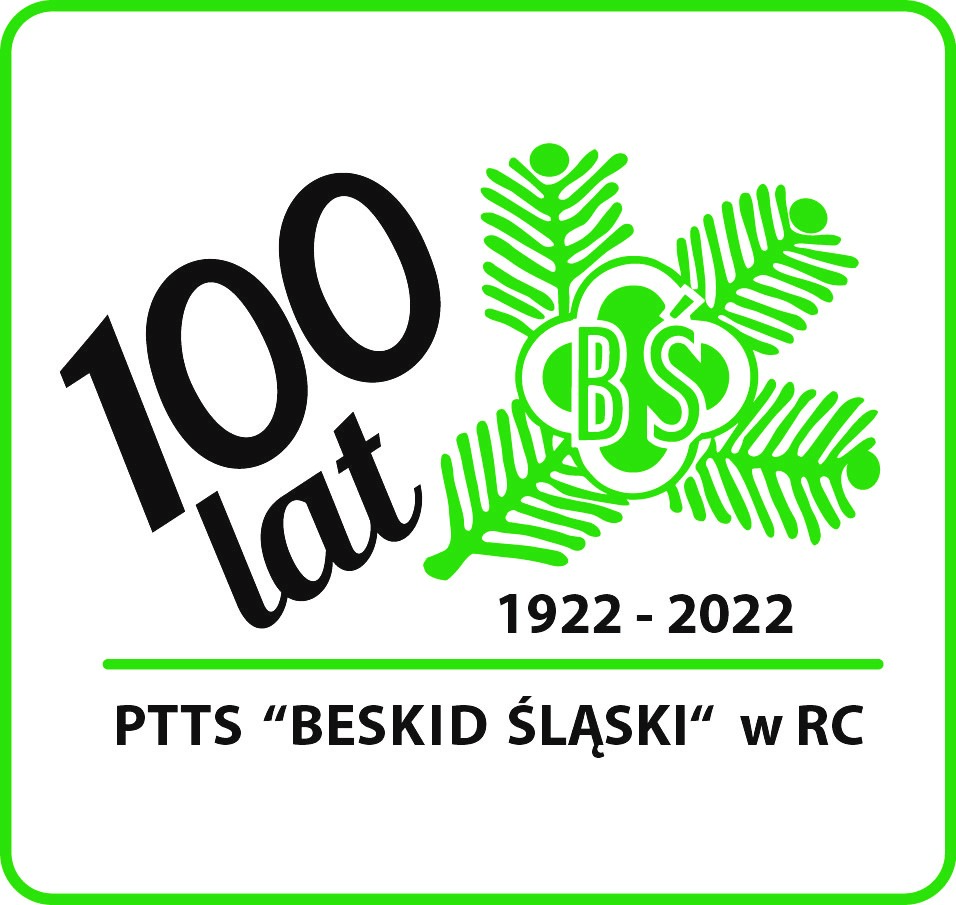 100
lat
BŚ
1922 - 2022
PTTS “BESKID ŚLĄSKI“ w RC